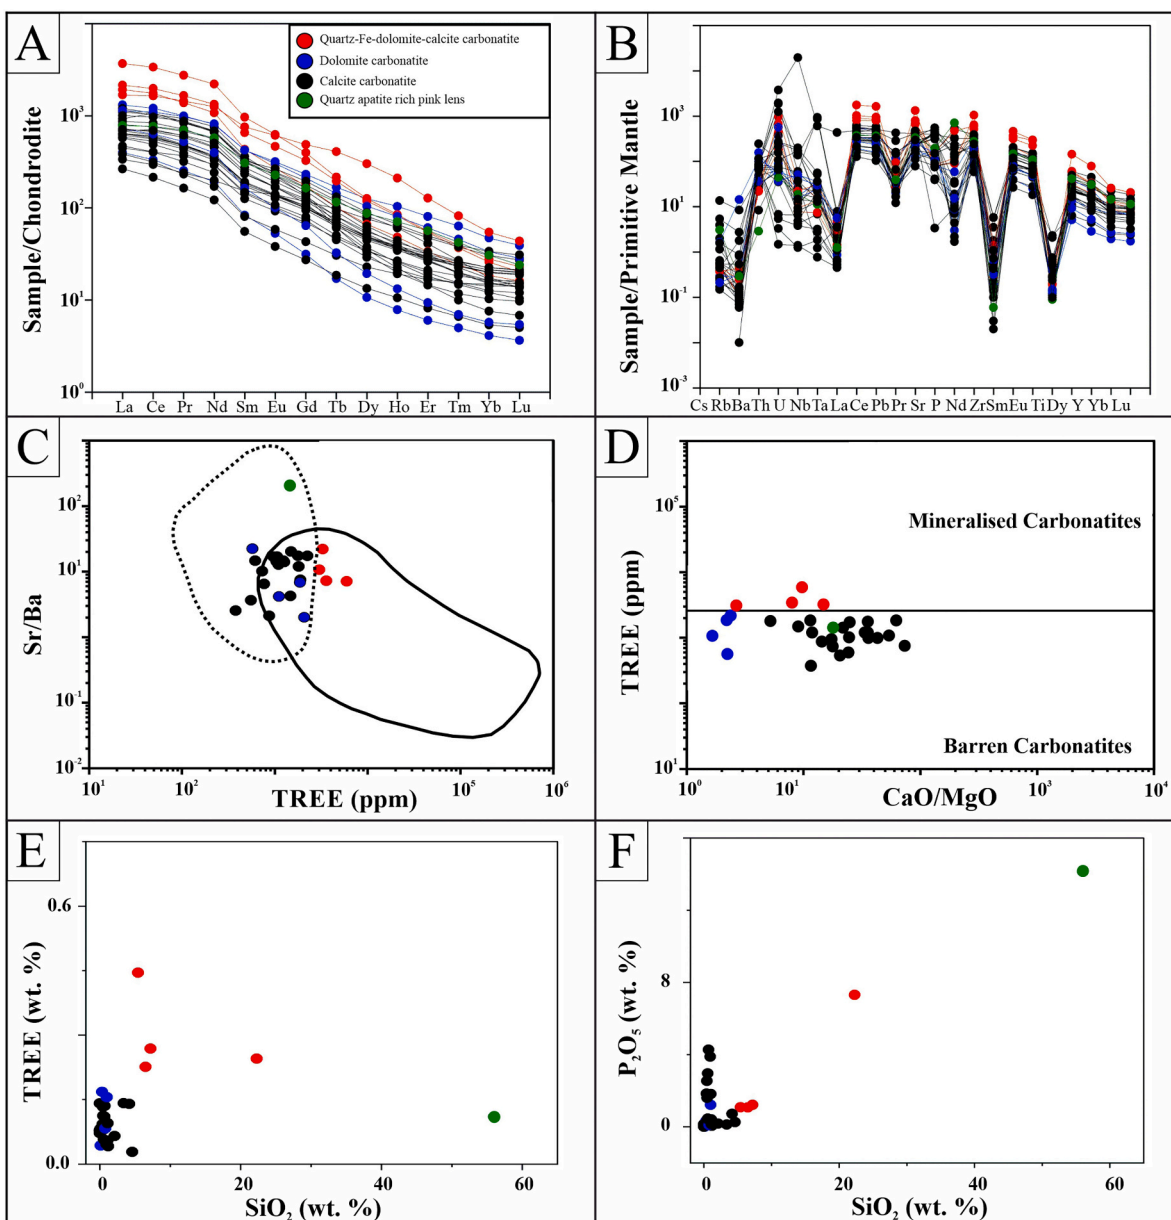 A
Quartz-Fe-dolomite-calcite carbonatite
Dolomite carbonatite
Calcite carbonatite
Quartz apatite rich pink lens
Sample/Chondrodite
10³
10²
10¹
10⁰
La Ce Pr Nd Sm Eu Gd Tb Dy Ho Er Tm Yb Lu
B
Sample/Primitive Mantle
10⁵
10³
10¹
10⁻¹
10⁻³
Cs Rb Ba Th U Nb Ta La Ce Pb Pr Sr P Nd Zr Sm Eu Ti Dy Y Yb Lu
C
Sr/Ba
10²
10¹
10⁻¹
10⁻²
10¹ 10² 10⁵ 10⁶
TREE (ppm)
D
TREE (ppm)
10⁵
10¹
Mineralised Carbonatites
Barren Carbonatites
10⁰ 10¹ 10³ 10⁴
CaO/MgO
E
TREE (wt. %)
0.6
0.0
0 20 40 60
SiO₂ (wt. %)
F
P₂O₅ (wt. %)
8
0
0 20 40 60
SiO₂ (wt. %)